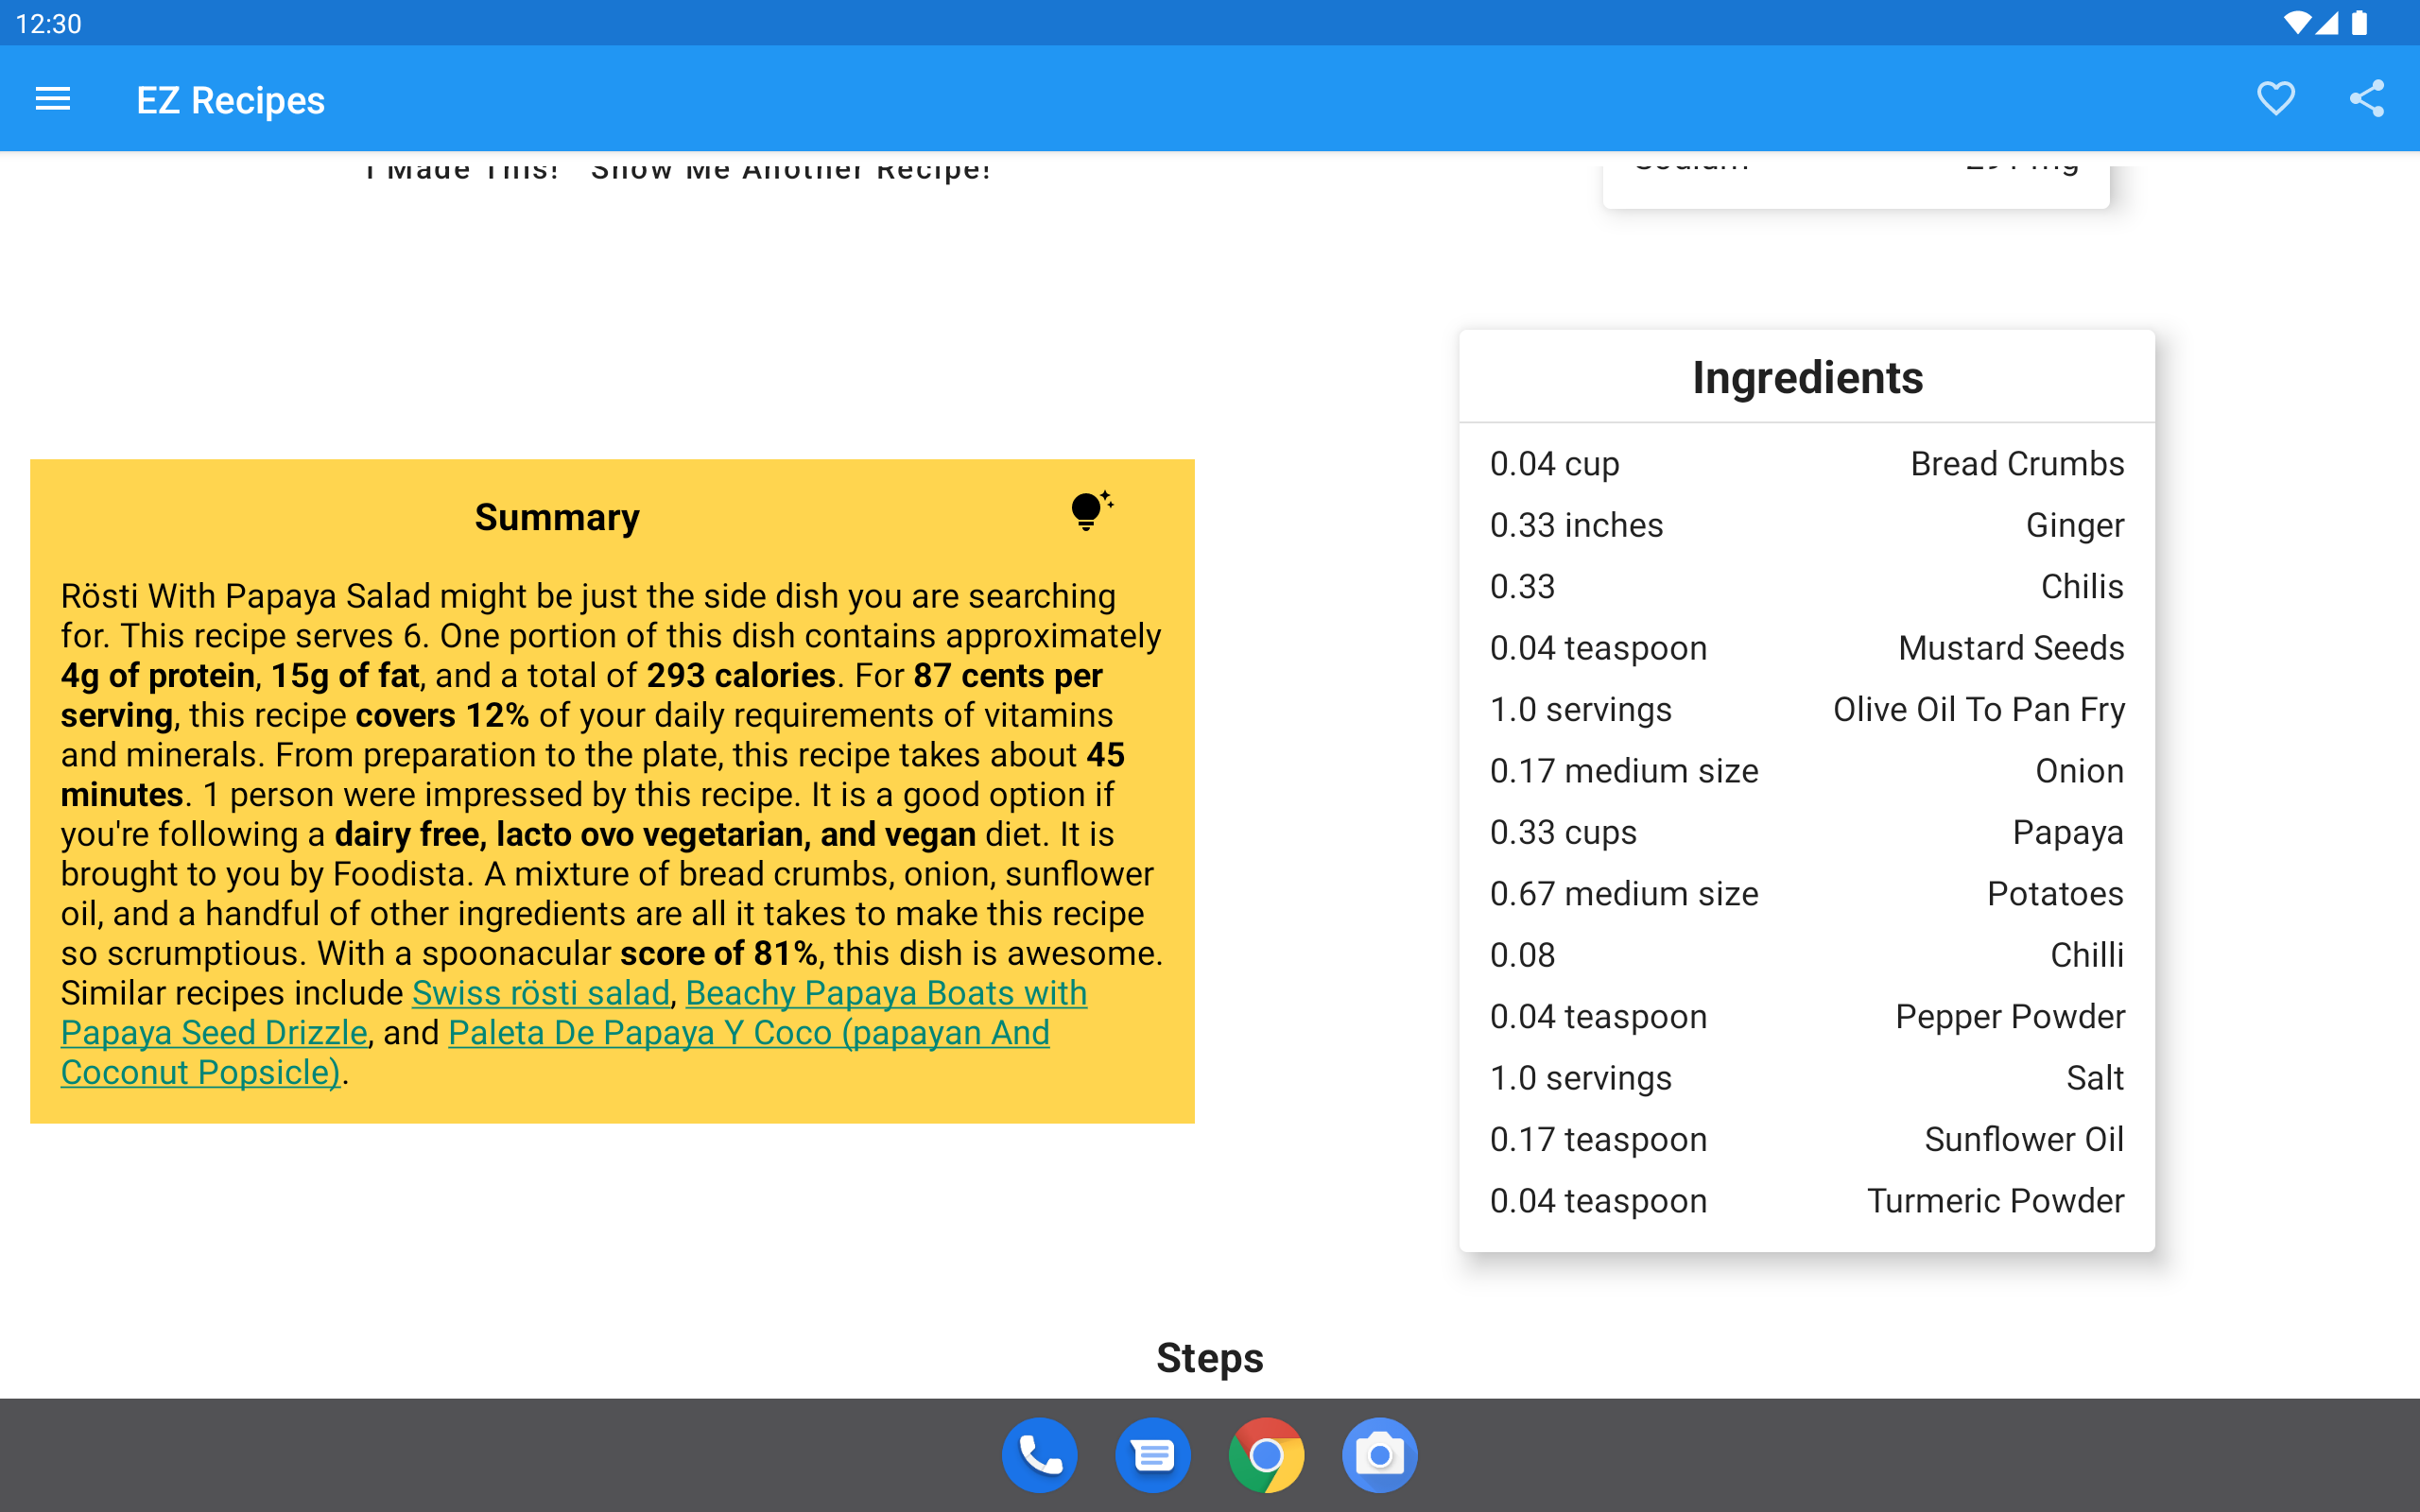 12:30
EZ Recipes
I Made This! Show Me Another Recipe!
Sodium 291 mg
Summary
Rösti With Papaya Salad might be just the side dish you are searching
for. This recipe serves 6. One portion of this dish contains approximately
4g of protein, 15g of fat, and a total of 293 calories. For 87 cents per
serving, this recipe covers 12% of your daily requirements of vitamins
and minerals. From preparation to the plate, this recipe takes about 45
minutes. 1 person were impressed by this recipe. It is a good option if
you're following a dairy free, lacto ovo vegetarian, and vegan diet. It is
brought to you by Foodista. A mixture of bread crumbs, onion, sunflower
oil, and a handful of other ingredients are all it takes to make this recipe
so scrumptious. With a spoonacular score of 81%, this dish is awesome.
Similar recipes include Swiss rösti salad, Beachy Papaya Boats with
Papaya Seed Drizzle, and Paleta De Papaya Y Coco (papayan And
Coconut Popsicle).
Ingredients
0.04 cup Bread Crumbs
0.33 inches Ginger
0.33 Chilis
0.04 teaspoon Mustard Seeds
1.0 servings Olive Oil To Pan Fry
0.17 medium size Onion
0.33 cups Papaya
0.67 medium size Potatoes
0.08 Chilli
0.04 teaspoon Pepper Powder
1.0 servings Salt
0.17 teaspoon Sunflower Oil
0.04 teaspoon Turmeric Powder
Steps